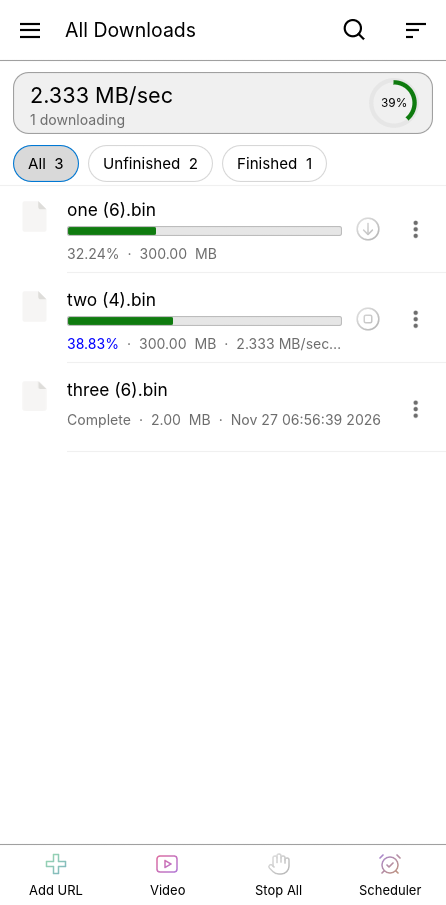 All Downloads
2.333 MB/sec
39%
1 downloading
All 3
Unfinished 2
Finished 1
one (6).bin
32.24% · 300.00 MB
two (4).bin
38.83% · 300.00 MB · 2.333 MB/sec...
three (6).bin
Complete · 2.00 MB · Nov 27 06:56:39 2026
Add URL
Video
Stop All
Scheduler